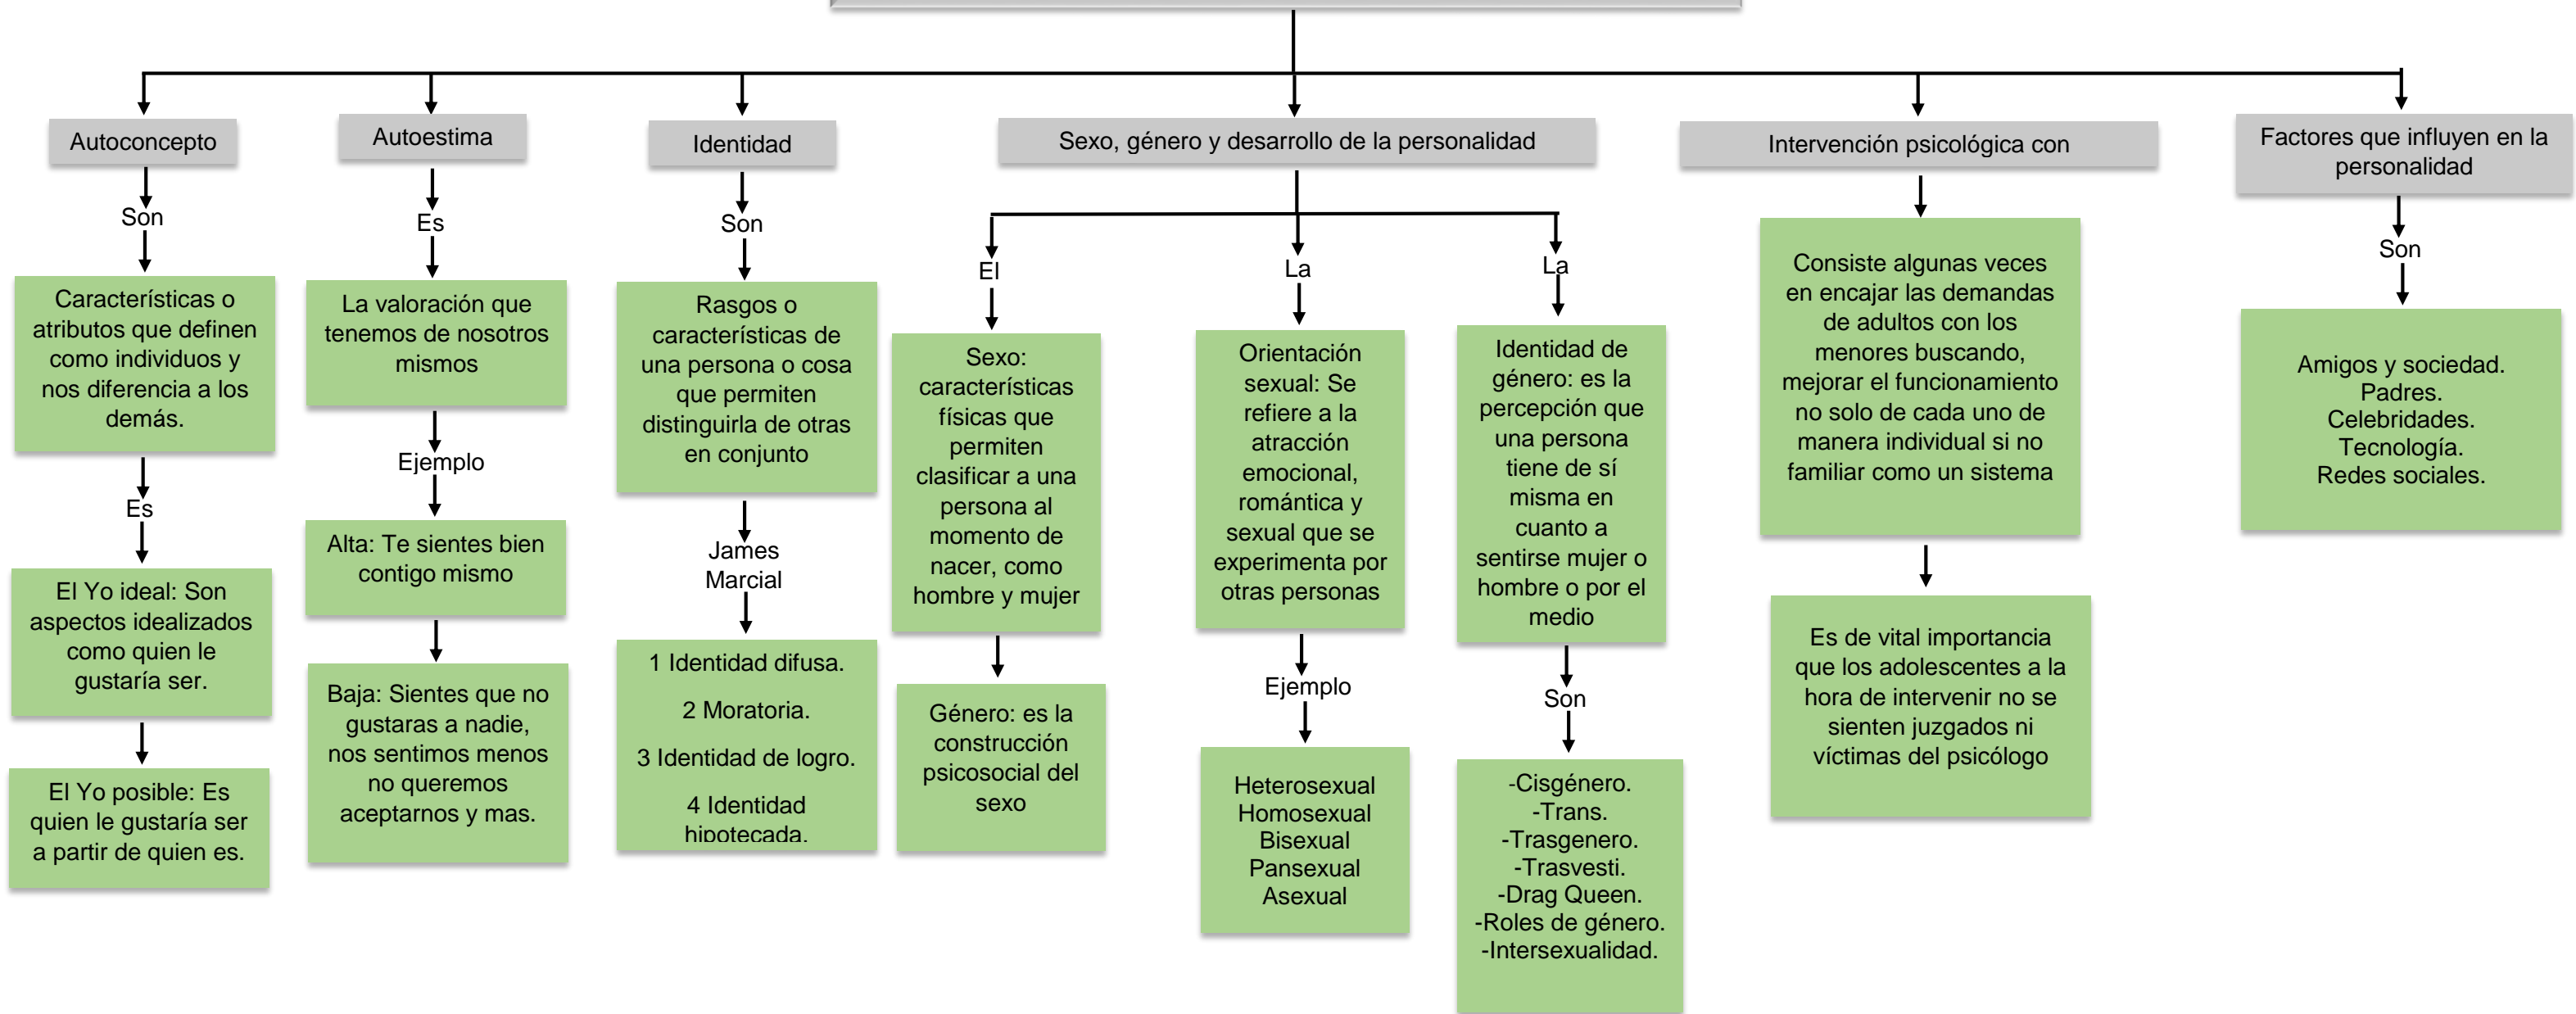 Autoconcepto
Son
Característícas o
atributos que definen
como individuos y
nos diferencia a los
demás.
Es
El Yo ideal: Son
aspectos idealizados
como quien le
gustaría ser.
El Yo posible: Es
quien le gustaría ser
a partir de quien es.
Autoestima
Es
La valoración que
tenemos de nosotros
mismos
Ejemplo
Alta: Te sientes bien
contigo mismo
Baja: Sientes que no
gustaras a nadie,
nos sentimos menos
no queremos
aceptarnos y mas.
Identidad
Son
Rasgos o
característícas de
una persona o cosa
que permiten
distinguirla de otras
en conjunto
James
Marcial
1 Identidad difusa.
2 Moratoria.
3 Identidad de logro.
4 Identidad
hipotecada.
Sexo, género y desarrollo de la personalidad
El
Sexo:
característícas
físicas que
permiten
clasificar a una
persona al
momento de
nacer, como
hombre y mujer
Género: es la
construcción
psicosocial del
sexo
La
Orientación
sexual: Se
refiere a la
atracción
emocional,
romántica y
sexual que se
experimenta por
otras personas
Ejemplo
Heterosexual
Homosexual
Bisexual
Pansexual
Asexual
La
Identidad de
género: es la
percepción que
una persona
tiene de sí
misma en
cuanto a
sentirse mujer o
hombre o por el
medio
Son
-Cisgénero.
-Trans.
-Trasgenero.
-Trasvesti.
-Drag Queen.
-Roles de género.
-Intersexualidad.
Intervención psicológica con
Consiste algunas veces
en encajar las demandas
de adultos con los
menores buscando,
mejorar el funcionamiento
no solo de cada uno de
manera individual si no
familiar como un sistema
Es de vital importancia
que los adolescentes a la
hora de intervenir no se
sienten juzgados ni
víctimas del psicólogo
Factores que influyen en la
personalidad
Son
Amigos y sociedad.
Padres.
Celebridades.
Tecnología.
Redes sociales.